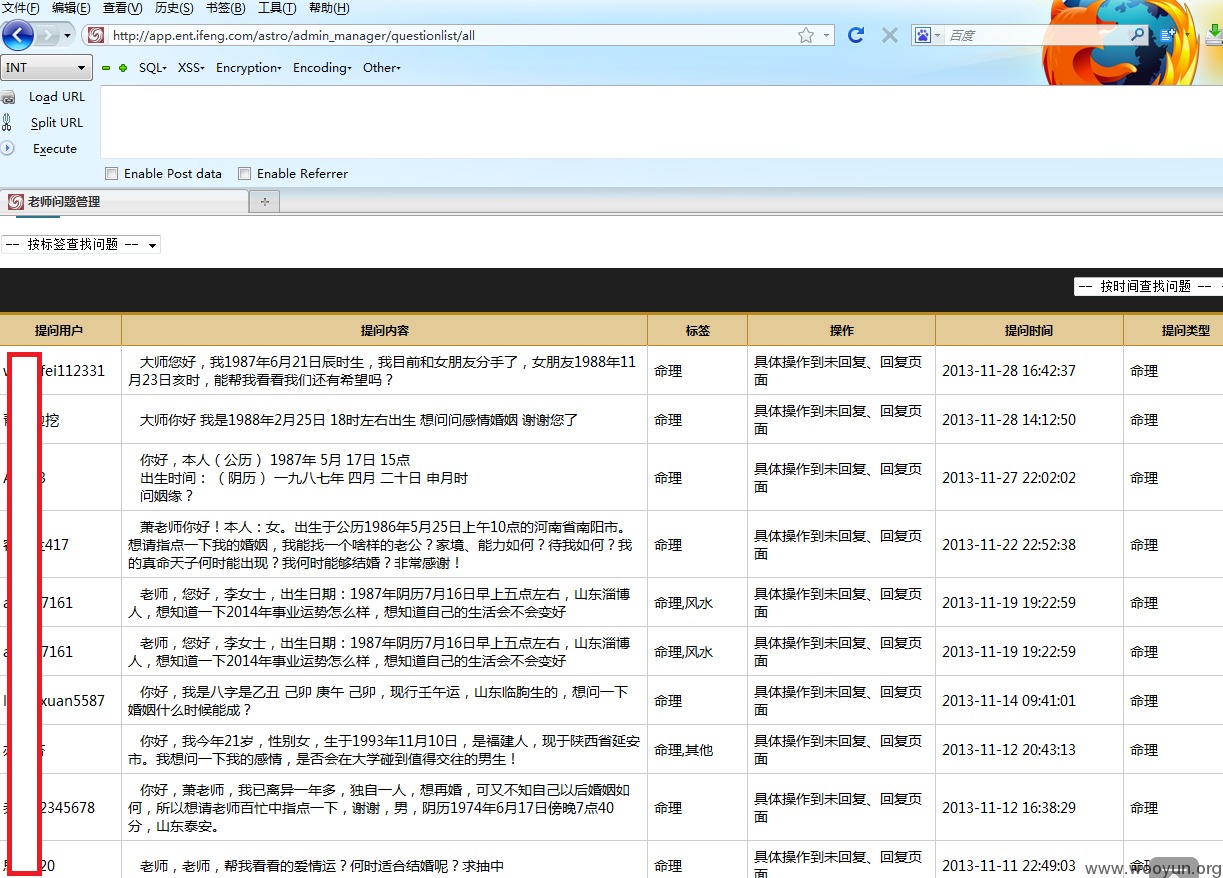 文件(F) 编辑(E) 查看(V) 历史(S) 书签(B) 工具(T) 帮助(H)
http://app.ent.ifeng.com/astro/admin_manager/questionlist/all
百度
INT
SQL XSS Encryption Encoding Other
Load URL
Split URL
Execute
Enable Post data Enable Referrer
老师问题管理
-- 按标签查找问题 --
-- 按时间查找问题 --
提问用户 提问内容 标签 操作 提问时间 提问类型
fei112331
大师您好，我1987年6月21日辰时生，我目前和女朋友分手了，女朋友1988年11
月23日亥时，能帮我看看我们还有希望吗？
命理
具体操作到未回复、回复页
面
2013-11-28 16:42:37
命理
挖
大师你好 我是1988年2月25日 18时左右出生 想问问感情婚姻 谢谢您了
命理
具体操作到未回复、回复页
面
2013-11-28 14:12:50
命理
你好，本人（公历）1987年 5月 17日 15点
出生时间：（阴历）一九八七年 四月 二十日 申月时
问姻缘？
命理
具体操作到未回复、回复页
面
2013-11-27 22:02:02
命理
417
萧老师你好！本人：女。出生于公历1986年5月25日上午10点的河南省南阳市。
想请指点一下我的婚姻，我能找一个啥样的老公？家境、能力如何？待我如何？我
的真命天子何时能出现？我何时能够结婚？非常感谢！
命理
具体操作到未回复、回复页
面
2013-11-22 22:52:38
命理
7161
老师，您好，李女士，出生日期：1987年阴历7月16日早上五点左右，山东淄博
人，想知道一下2014年事业运势怎么样，想知道自己的生活会不会变好
命理,风水
具体操作到未回复、回复页
面
2013-11-19 19:22:59
命理
7161
老师，您好，李女士，出生日期：1987年阴历7月16日早上五点左右，山东淄博
人，想知道一下2014年事业运势怎么样，想知道自己的生活会不会变好
命理,风水
具体操作到未回复、回复页
面
2013-11-19 19:22:59
命理
xuan5587
你好，我是八字是乙丑 己卯 庚午 己卯，现行壬午运，山东临朐生的，想问一下
婚姻什么时候能成？
命理
具体操作到未回复、回复页
面
2013-11-14 09:41:01
命理
你好，我今年21岁，性别女，生于1993年11月10日，是福建人，现于陕西省延安
市。我想问一下我的感情，是否会在大学碰到值得交往的男生！
命理,其他
具体操作到未回复、回复页
面
2013-11-12 20:43:13
命理
2345678
你好，萧老师，我已离异一年多，独自一人，想再婚，可又不知自己以后婚姻如
何，所以想请老师百忙中指点一下，谢谢，男，阴历1974年6月17日傍晚7点40
分，山东泰安。
命理
具体操作到未回复、回复页
面
2013-11-12 16:38:29
命理
20
老师，老师，帮我看看的爱情运？何时适合结婚呢？求抽中
命理
具体操作到未回复、回复页
面
2013-11-11 22:49:03
www.wooyun.org